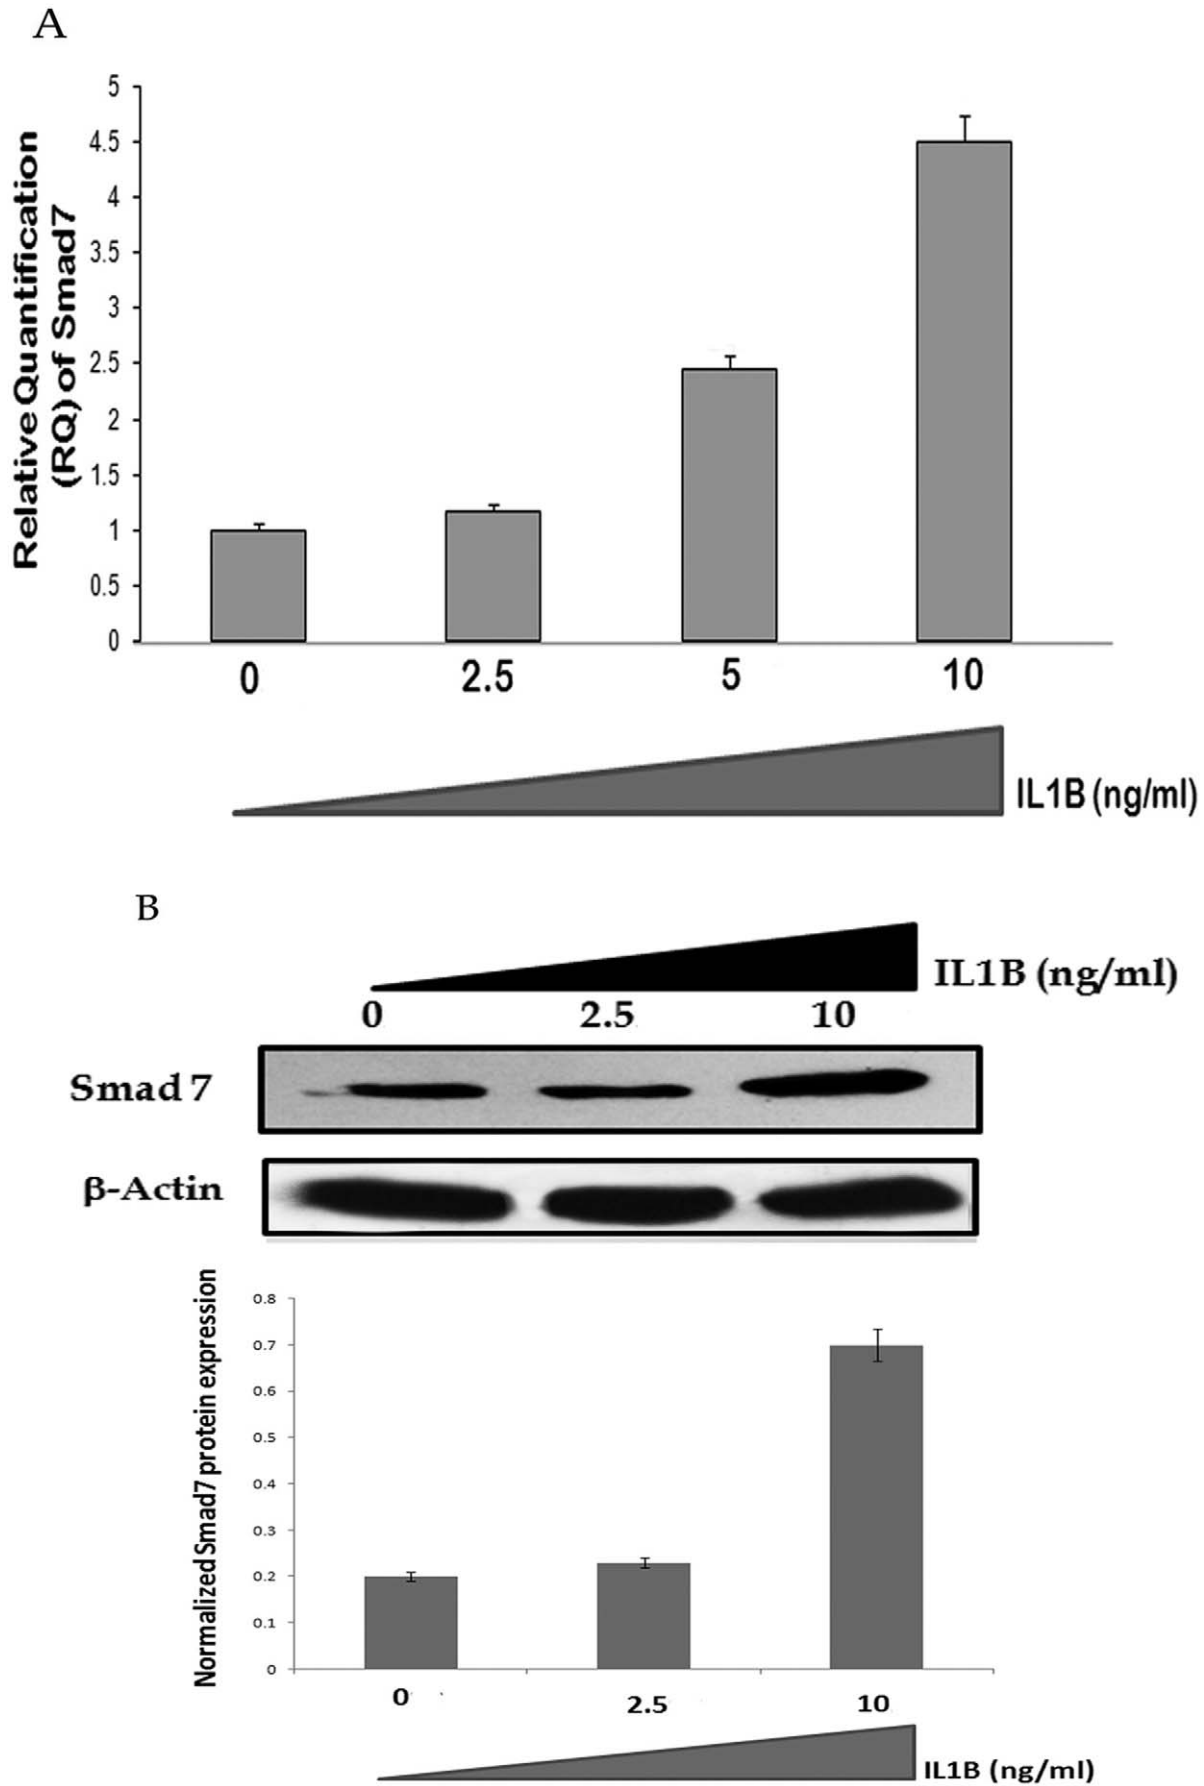 A
Relative Quantification
(RQ) of Smad7
5
4.5
4
3.5
3
2.5
2
1.5
1
0.5
0
0 2.5 5 10
IL1B (ng/ml)
B
IL1B (ng/ml)
0 2.5 10
Smad 7
β-Actin
Normalized Smad7 protein expression
0.8
0.7
0.6
0.5
0.4
0.3
0.2
0.1
0
0 2.5 10
IL1B (ng/ml)